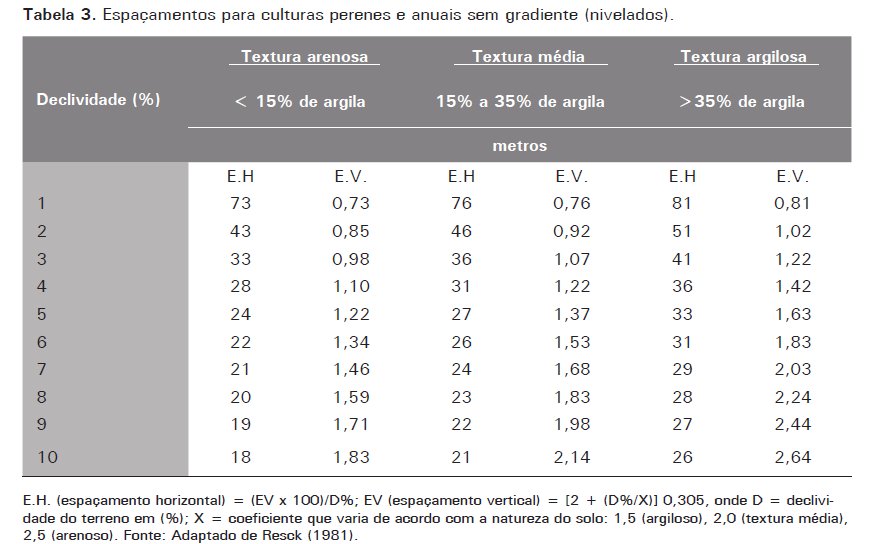 Tabela 3. Espaçamentos para culturas perenes e anuais sem gradiente (nivelados).
Textura arenosa Textura média Textura argilosa
Declividade (%) < 15% de argila 15% a 35% de argila >35% de argila
metros
E.H E.V. E.H E.V. E.H E.V.
1 73 0,73 76 0,76 81 0,81
2 43 0,85 46 0,92 51 1,02
3 33 0,98 36 1,07 41 1,22
4 28 1,10 31 1,22 36 1,42
5 24 1,22 27 1,37 33 1,63
6 22 1,34 26 1,53 31 1,83
7 21 1,46 24 1,68 29 2,03
8 20 1,59 23 1,83 28 2,24
9 19 1,71 22 1,98 27 2,44
10 18 1,83 21 2,14 26 2,64
E.H. (espaçamento horizontal) = (EV x 100)/D%; EV (espaçamento vertical) = [2 + (D%/X)] 0,305, onde D = declivi-
dade do terreno em (%); X = coeficiente que varia de acordo com a natureza do solo: 1,5 (argiloso), 2,0 (textura média),
2,5 (arenoso). Fonte: Adaptado de Resck (1981).